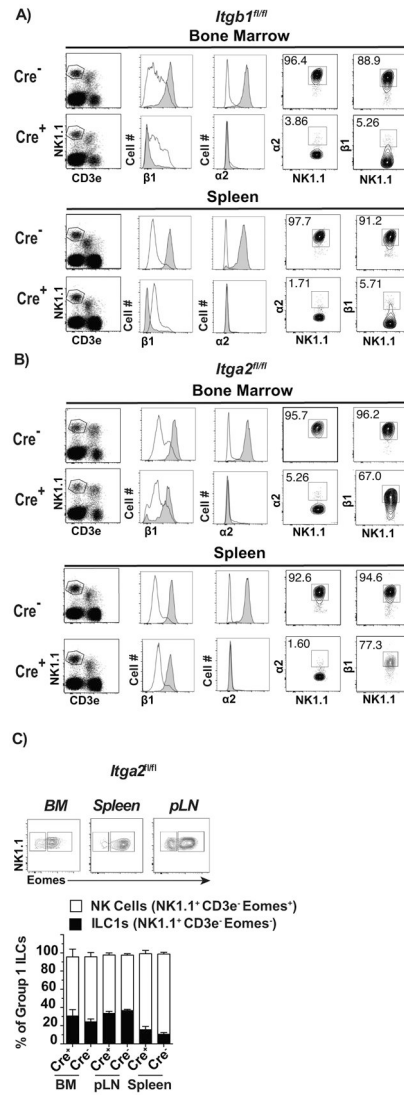 A)
Itgb1fl/fl
Bone Marrow
Cre-
96.4
88.9
Cre+
NK1.1
CD3e
Cell #
β1
Cell #
α2
3.86
α2
NK1.1
5.26
β1
NK1.1
Spleen
Cre-
97.7
91.2
Cre+
NK1.1
CD3e
Cell #
β1
Cell #
α2
1.71
α2
NK1.1
5.71
β1
NK1.1
B)
Itga2fl/fl
Bone Marrow
Cre-
95.7
96.2
Cre+
NK1.1
CD3e
Cell #
β1
Cell #
α2
5.26
α2
NK1.1
67.0
β1
NK1.1
Spleen
Cre-
92.6
94.6
Cre+
NK1.1
CD3e
Cell #
β1
Cell #
α2
1.60
α2
NK1.1
77.3
β1
NK1.1
C)
Itga2fl/fl
BM Spleen pLN
NK1.1
Eomes
NK Cells (NK1.1+ CD3e- Eomes+)
ILC1s (NK1.1+ CD3e- Eomes-)
% of Group 1 ILCs
100
80
60
40
20
0
Cre+ Cre- Cre+ Cre- Cre+ Cre-
BM pLN Spleen